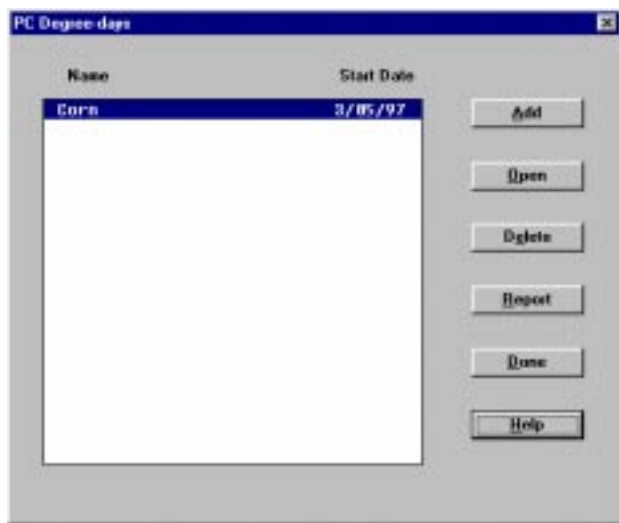 PC Degree-days
Name Start Date
Corn 3/05/97
Add
Open
Delete
Report
Done
Help